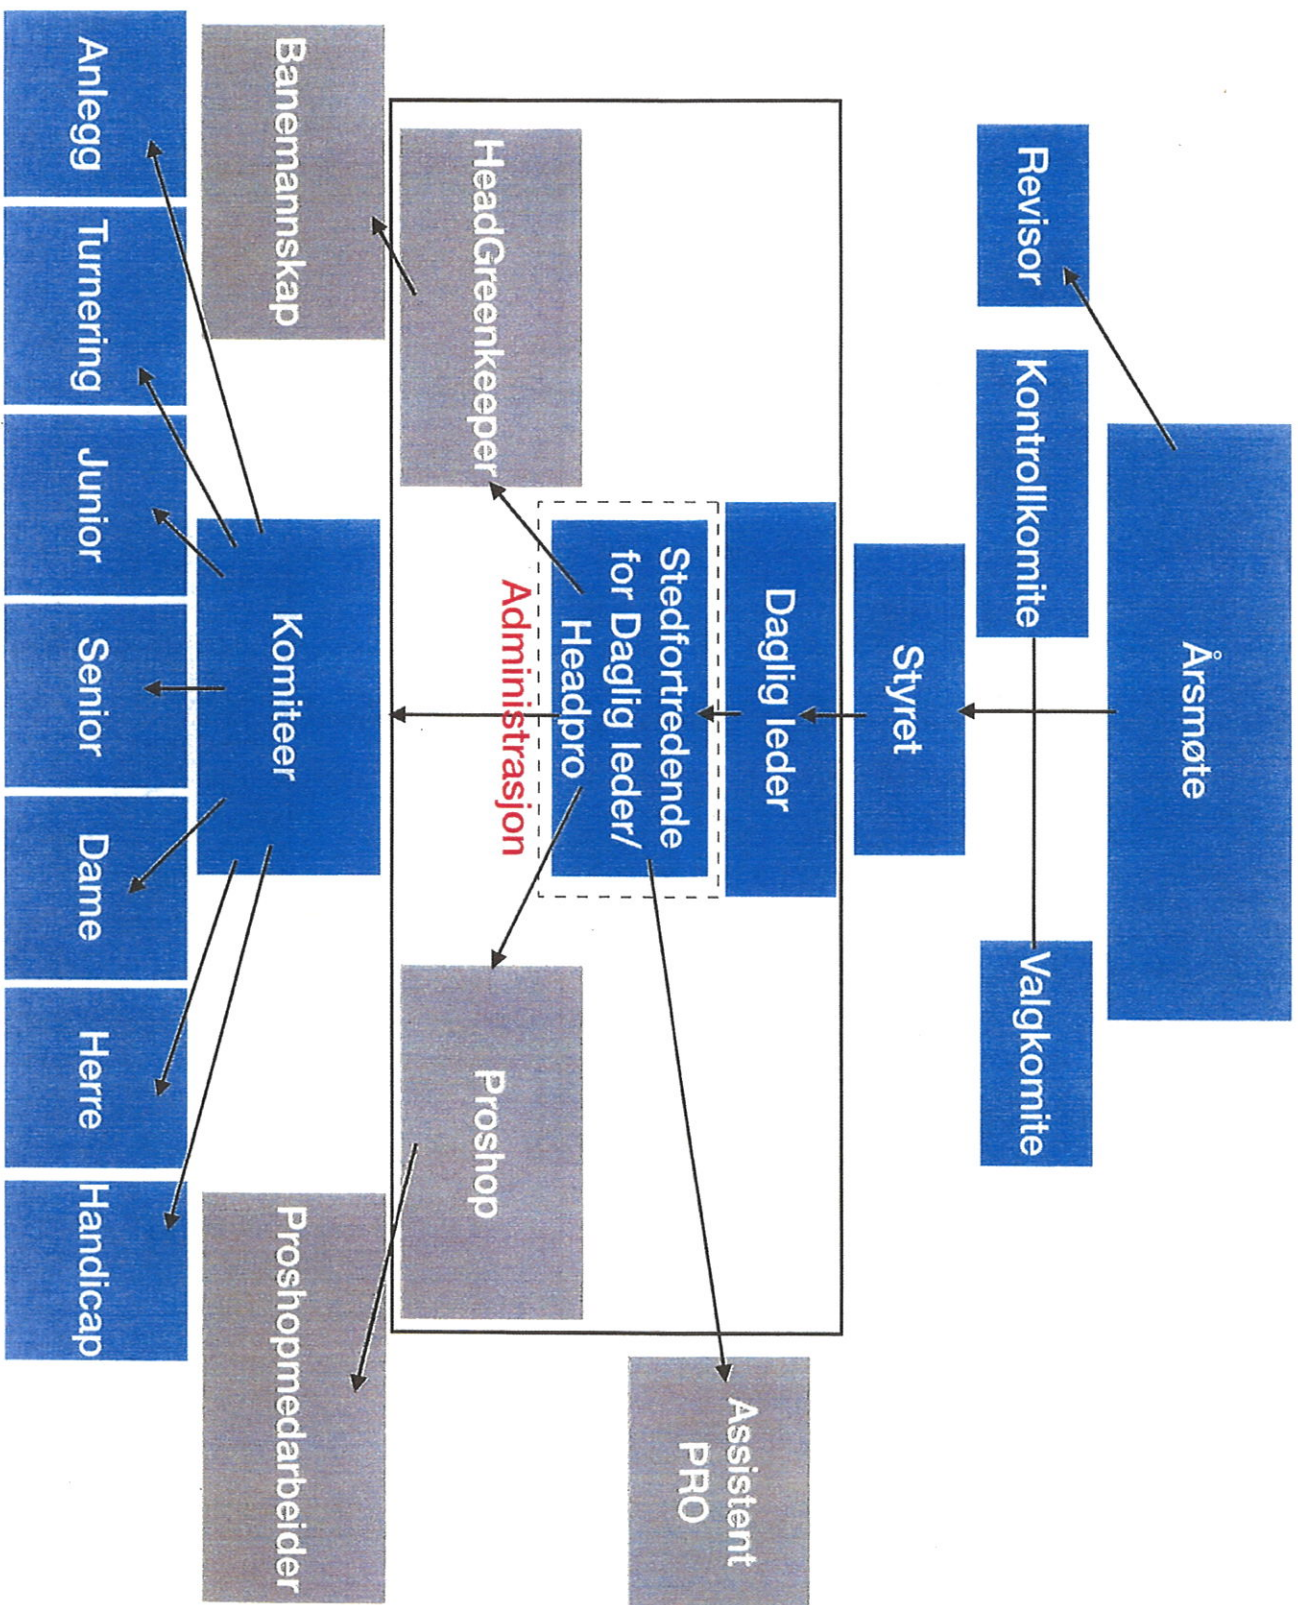 Årsmøte
Revisor
Kontrollkomite
Valgkomite
Styret
Daglig leder
Stedfortredende
for Daglig leder/
Headpro
Assistent
PRO
Administrasjon
HeadGreenkeeper
Proshop
Banemannskap
Komiteer
Proshopmedarbeider
Anlegg
Turnering
Junior
Senior
Dame
Herre
Handicap